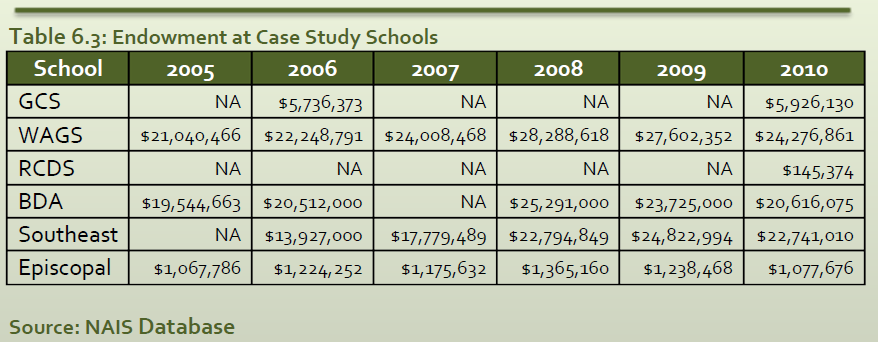 Table 6.3: Endowment at Case Study Schools
School 2005 2006 2007 2008 2009 2010
GCS NA $5,736,373 NA NA NA $5,926,130
WAGS $21,040,466 $22,248,791 $24,008,468 $28,288,618 $27,602,352 $24,276,861
RCDS NA NA NA NA NA $145,374
BDA $19,544,663 $20,512,000 NA $25,291,000 $23,725,000 $20,616,075
Southeast NA $13,927,000 $17,779,489 $22,794,849 $24,822,994 $22,741,010
Episcopal $1,067,786 $1,224,252 $1,175,632 $1,365,160 $1,238,468 $1,077,676
Source: NAIS Database